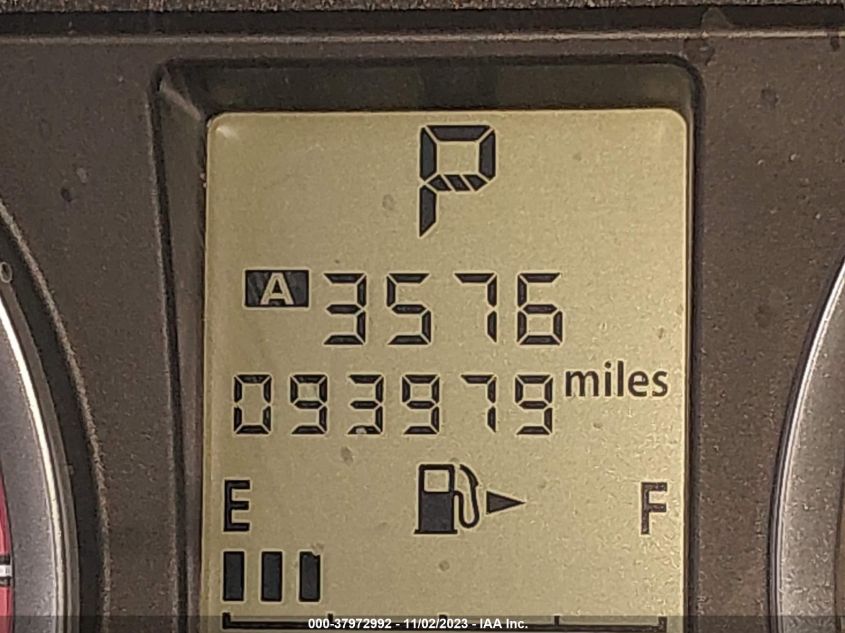 P
A 3576
093979 miles
E F
000-37972992 - 11/02/2023 - IAA Inc.